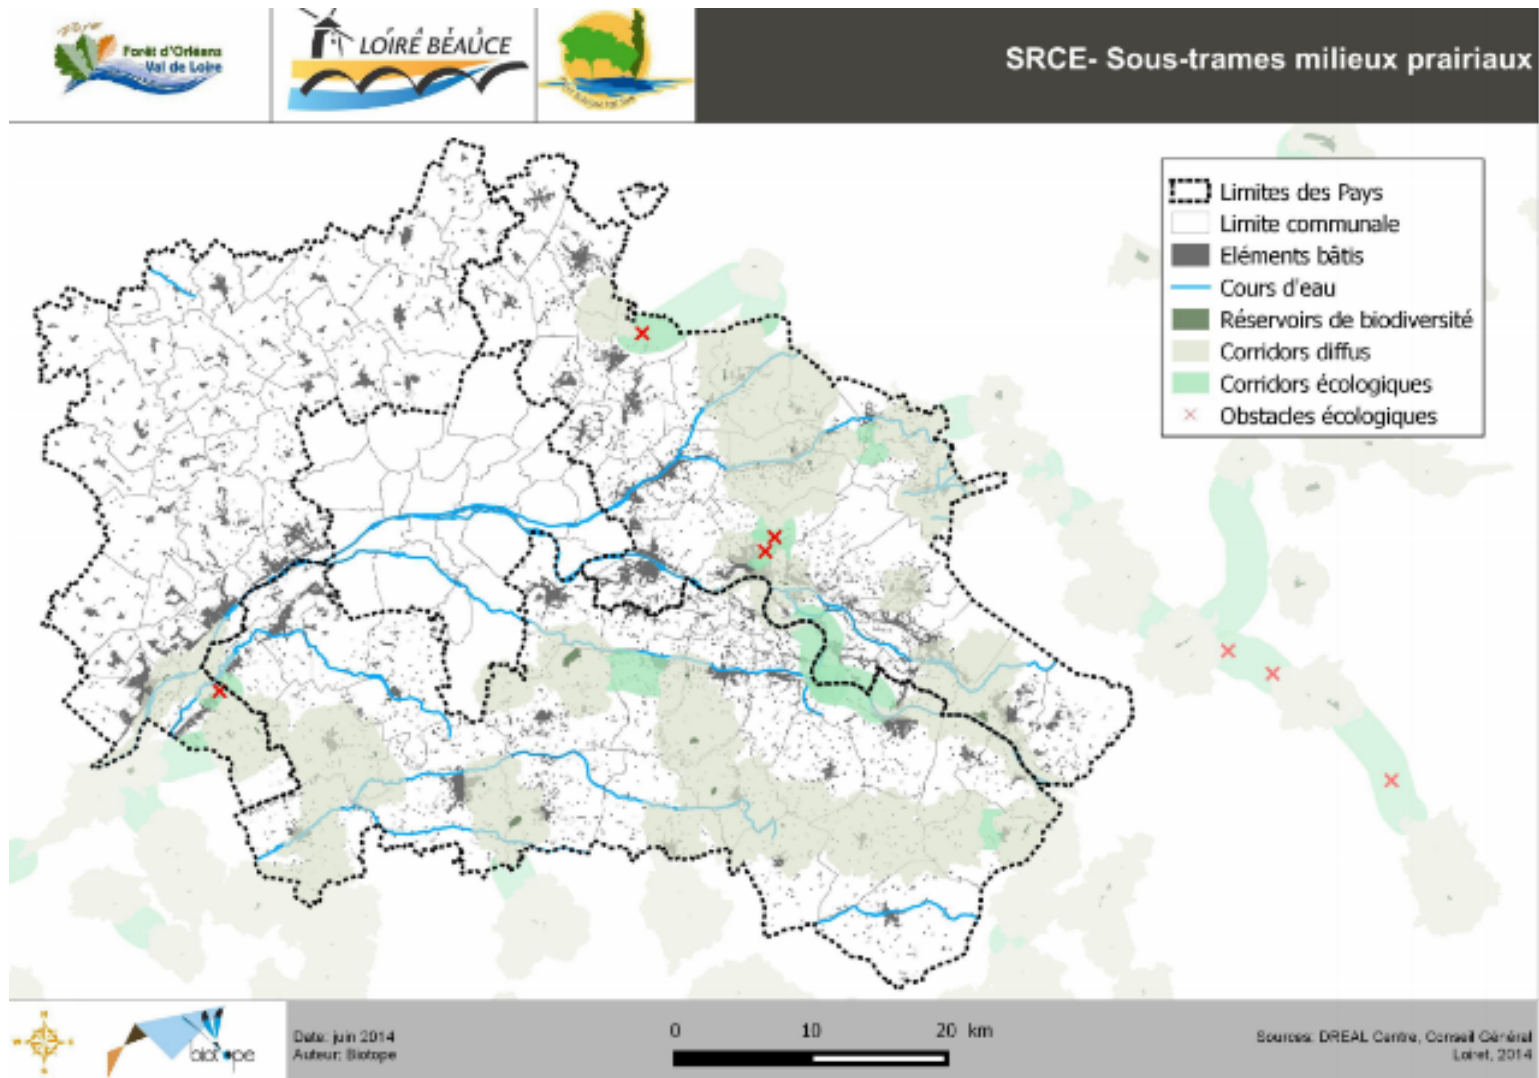 Forêt d'Orléans
Val de Loire
PAYS
LOIRE BEAUCE
SRCE- Sous-trames milieux prairiaux
Limites des Pays
Limite communale
Eléments bâtis
Cours d'eau
Réservoirs de biodiversité
Corridors diffus
Corridors écologiques
Obstacles écologiques
biotope
Date: juin 2014
Auteur: Biotope
0 10 20 km
Sources: DREAL Centre, Conseil Général
Loiret, 2014